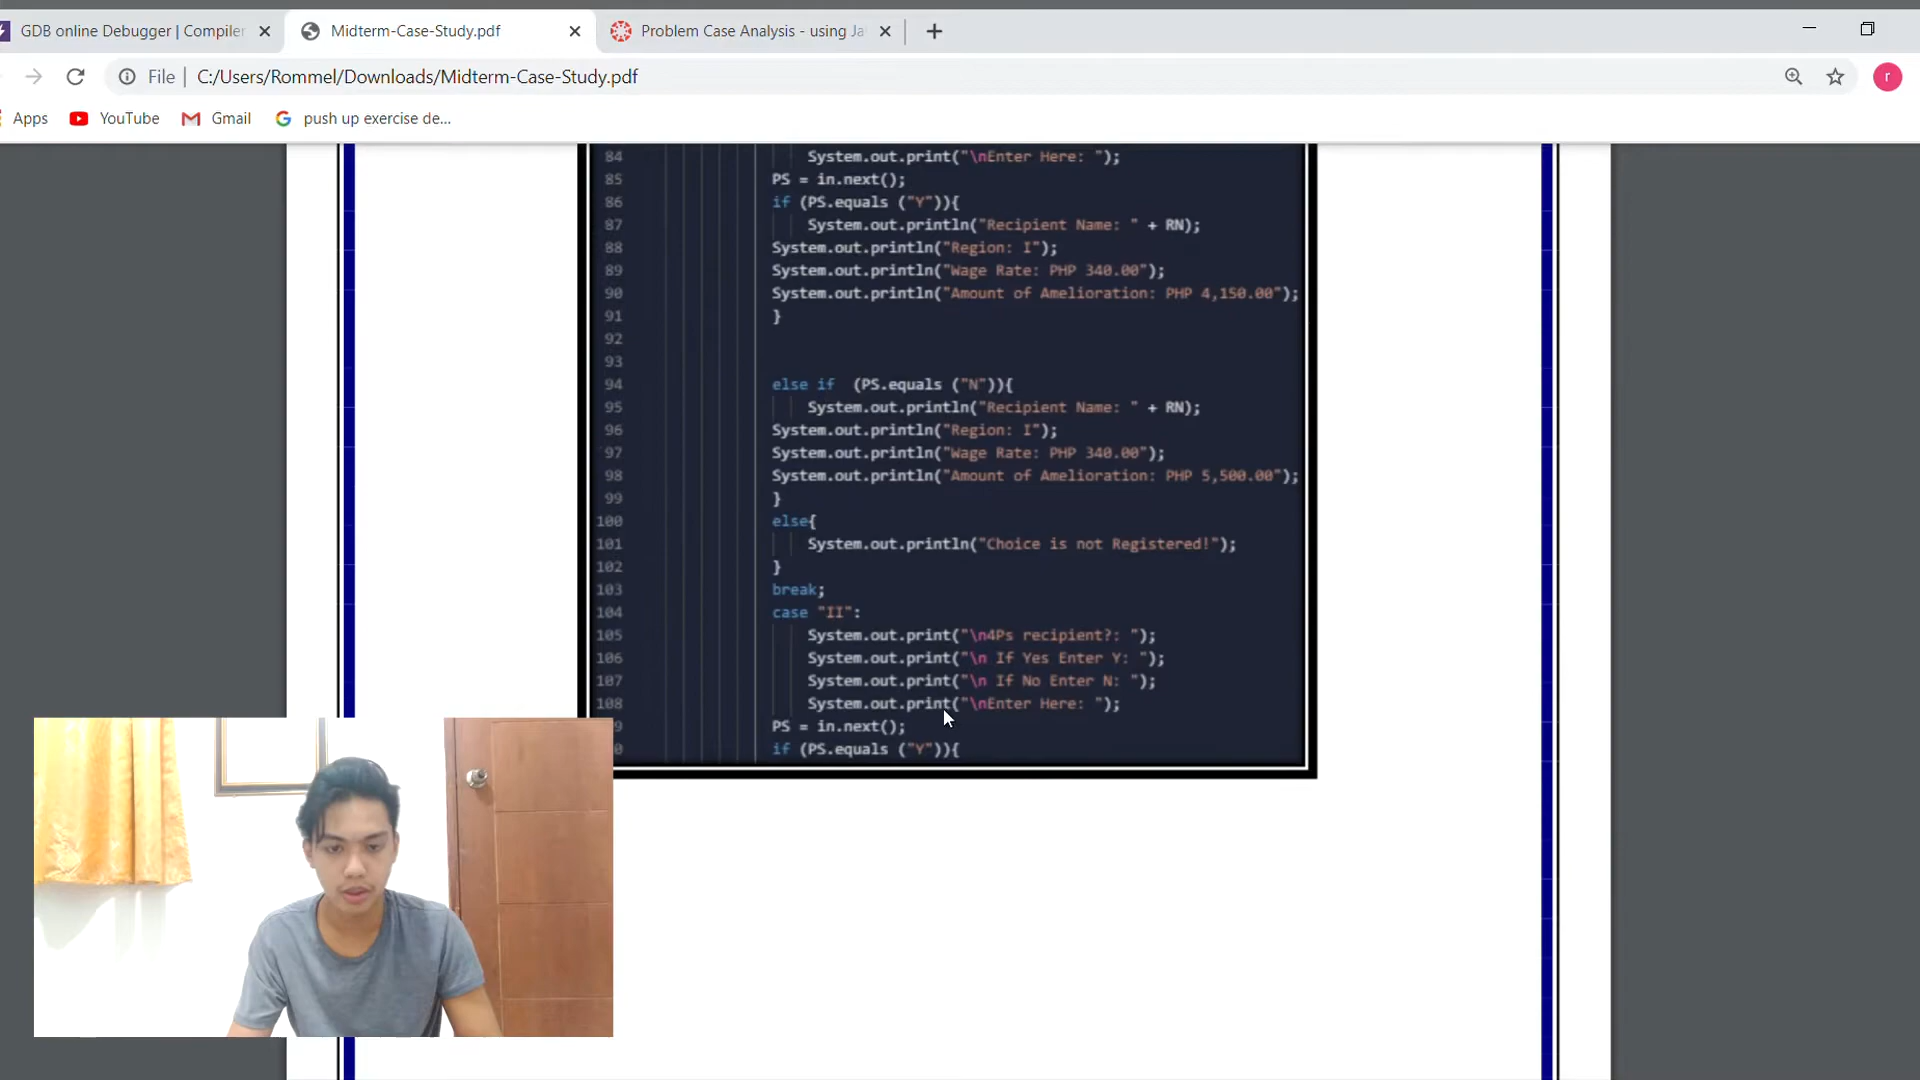 GDB online Debugger | Compiler
Midterm-Case-Study.pdf
Problem Case Analysis - using Ja
File | C:/Users/Rommel/Downloads/Midterm-Case-Study.pdf
r
Apps YouTube Gmail push up exercise de...
84 System.out.print("\nEnter Here: ");
85 PS = in.next();
86 if (PS.equals ("Y")){
87 System.out.println("Recipient Name: " + RN);
88 System.out.println("Region: I");
89 System.out.println("Wage Rate: PHP 340.00");
90 System.out.println("Amount of Amelioration: PHP 4,150.00");
91 }
92
93
94 else if (PS.equals ("N")){
95 System.out.println("Recipient Name: " + RN);
96 System.out.println("Region: I");
97 System.out.println("Wage Rate: PHP 340.00");
98 System.out.println("Amount of Amelioration: PHP 5,500.00");
99 }
100 else{
101 System.out.println("Choice is not Registered!");
102 }
103 break;
104 case "II":
105 System.out.print("\n4Ps recipient?: ");
106 System.out.print("\n If Yes Enter Y: ");
107 System.out.print("\n If No Enter N: ");
108 System.out.print("\nEnter Here: ");
9 PS = in.next();
0 if (PS.equals ("Y")){